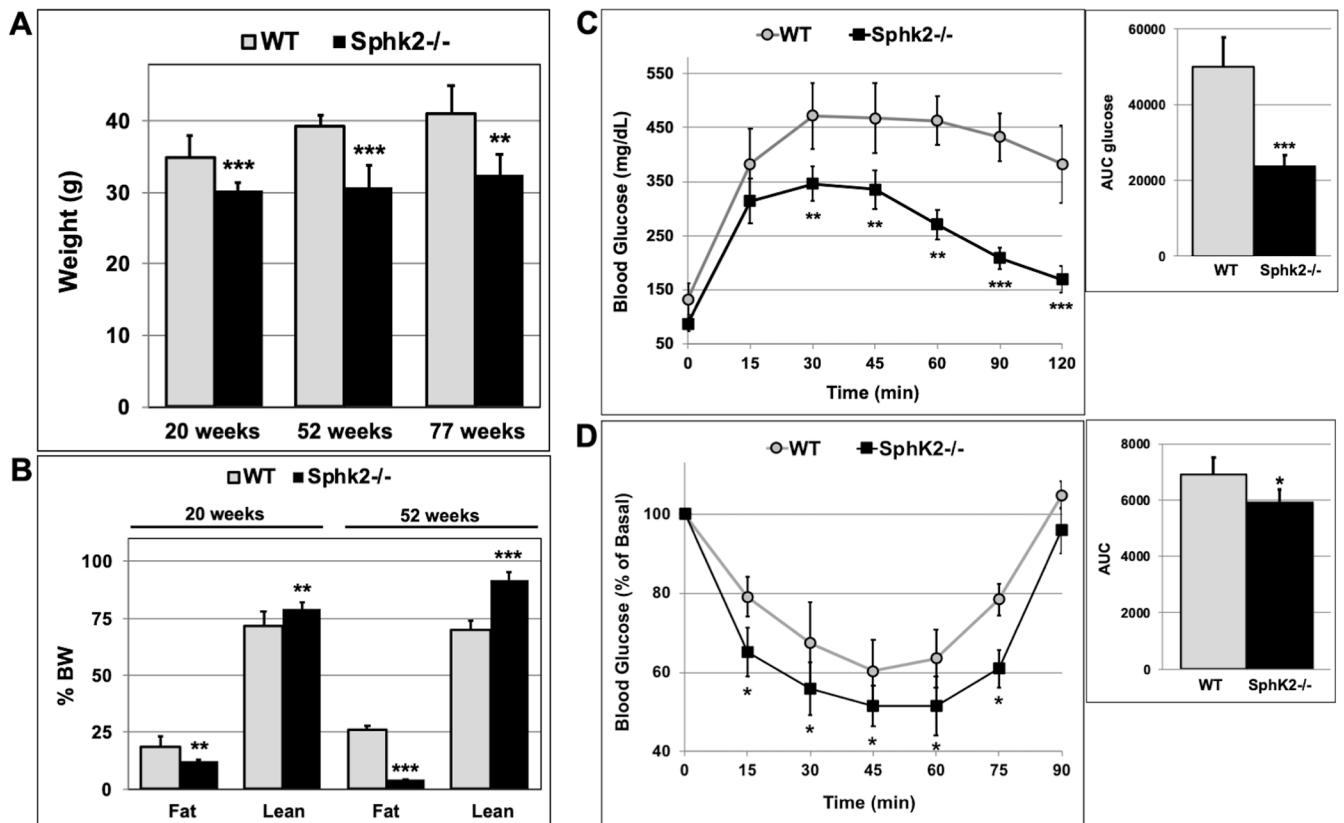 A
WT Sphk2-/-
Weight (g)
40
30
20
10
0
*** *** **
20 weeks 52 weeks 77 weeks
B
WT Sphk2-/-
20 weeks 52 weeks
% BW
100
75
50
25
0
** ** *** ***
Fat Lean Fat Lean
C
WT Sphk2-/-
Blood Glucose (mg/dL)
550
450
350
250
150
50
** ** ** *** ***
0 15 30 45 60 90 120
Time (min)
AUC glucose
60000
40000
20000
0
***
WT Sphk2-/-
D
WT SphK2-/-
Blood Glucose (% of Basal)
100
80
60
40
* * * * *
0 15 30 45 60 75 90
Time (min)
AUC
8000
6000
4000
2000
0
*
WT SphK2-/-